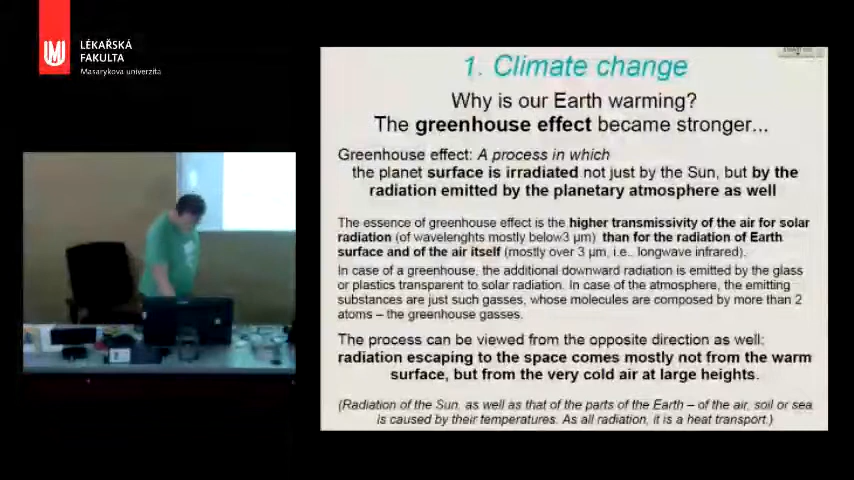 LÉKAŘSKÁ
FAKULTA
Masarykova univerzita
1. Climate change
Why is our Earth warming?
The greenhouse effect became stronger...
Greenhouse effect: A process in which
the planet surface is irradiated not just by the Sun, but by the
radiation emitted by the planetary atmosphere as well
The essence of greenhouse effect is the higher transmissivity of the air for solar
radiation (of wavelenghts mostly below3 µm) than for the radiation of Earth
surface and of the air itself (mostly over 3 µm, i.e., longwave infrared).
In case of a greenhouse, the additional downward radiation is emitted by the glass
or plastics transparent to solar radiation. In case of the atmosphere, the emitting
substances are just such gasses, whose molecules are composed by more than 2
atoms – the greenhouse gasses.
The process can be viewed from the opposite direction as well:
radiation escaping to the space comes mostly not from the warm
surface, but from the very cold air at large heights.
(Radiation of the Sun, as well as that of the parts of the Earth – of the air, soil or sea
is caused by their temperatures. As all radiation, it is a heat transport.)